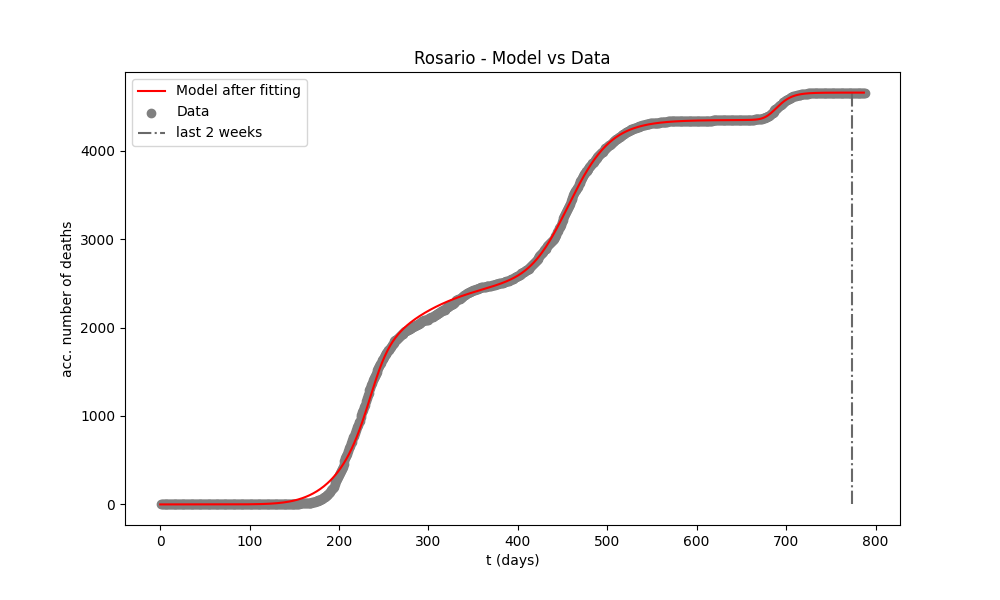 Rosario - Model vs Data
Model after fitting
Data
last 2 weeks
acc. number of deaths
4000
3000
2000
1000
0
0 100 200 300 400 500 600 700 800
t (days)